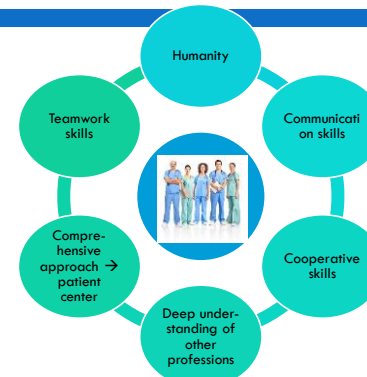 Humanity
Communicati
on skills
Cooperative
skills
Deep under-
standing of
other
professions
Compre-
hensive
approach →
patient
center
Teamwork
skills